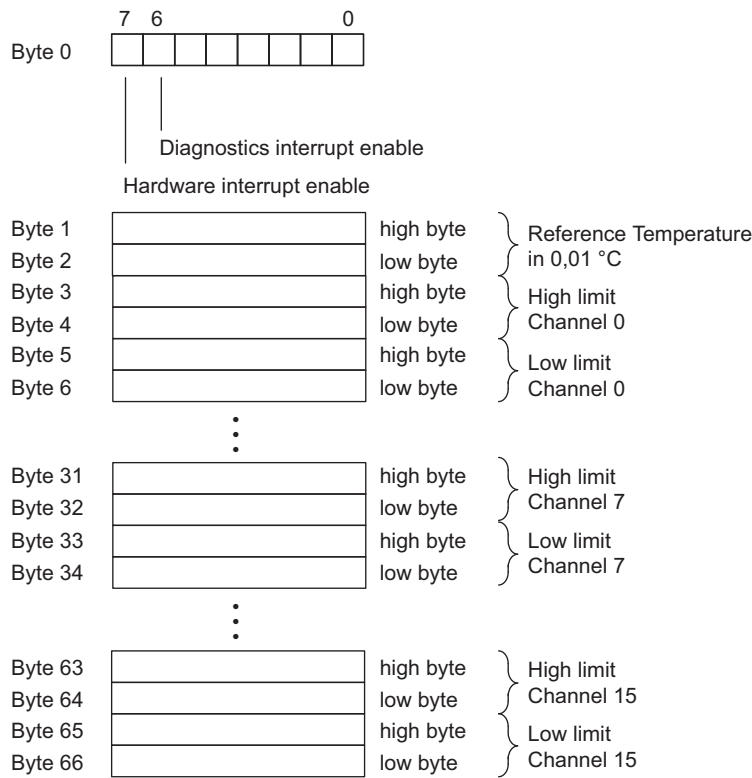 7 6 0
Byte 0
Diagnostics interrupt enable
Hardware interrupt enable
Byte 1 high byte
Reference Temperature
in 0,01 °C
Byte 2 low byte
Byte 3 high byte
High limit
Channel 0
Byte 4 low byte
Byte 5 high byte
Low limit
Channel 0
Byte 6 low byte
Byte 31 high byte
High limit
Channel 7
Byte 32 low byte
Byte 33 high byte
Low limit
Channel 7
Byte 34 low byte
Byte 63 high byte
High limit
Channel 15
Byte 64 low byte
Byte 65 high byte
Low limit
Channel 15
Byte 66 low byte